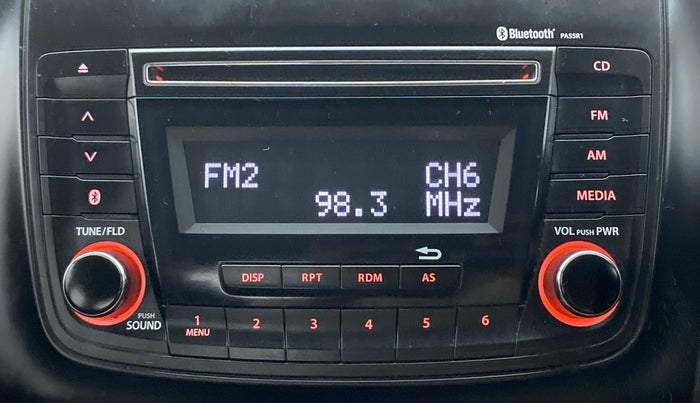 Bluetooth® PA55R1
CD
FM
AM
MEDIA
FM2 CH6
98.3 MHz
TUNE/FLD
VOL PUSH PWR
DISP RPT RDM AS
PUSH
SOUND
1 2 3 4 5 6
MENU